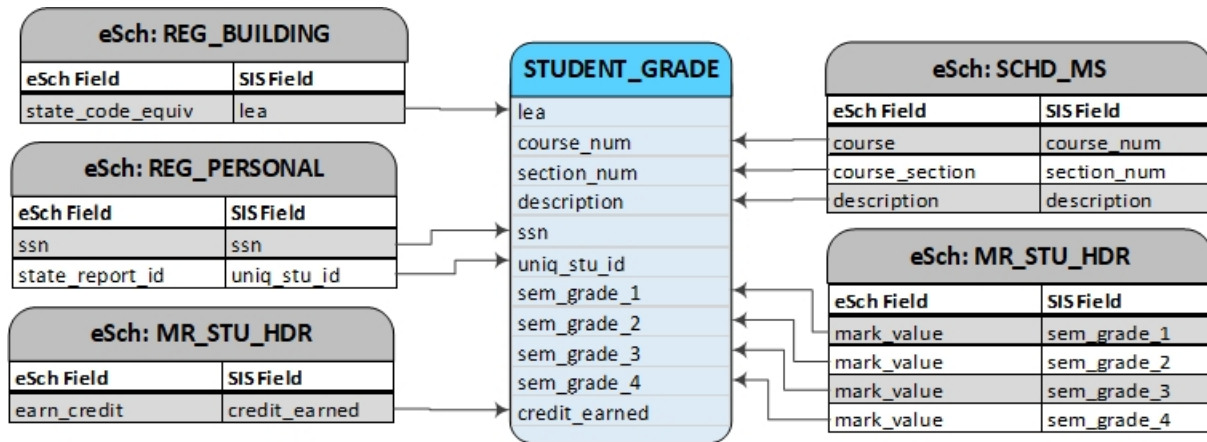 eSch: REG_BUILDING
eSch Field SIS Field
state_code_equiv lea
eSch: REG_PERSONAL
eSch Field SIS Field
ssn ssn
state_report_id uniq_stu_id
eSch: MR_STU_HDR
eSch Field SIS Field
earn_credit credit_earned
STUDENT_GRADE
lea
course_num
section_num
description
ssn
uniq_stu_id
sem_grade_1
sem_grade_2
sem_grade_3
sem_grade_4
credit_earned
eSch: SCHD_MS
eSch Field SIS Field
course course_num
course_section section_num
description description
eSch: MR_STU_HDR
eSch Field SIS Field
mark_value sem_grade_1
mark_value sem_grade_2
mark_value sem_grade_3
mark_value sem_grade_4